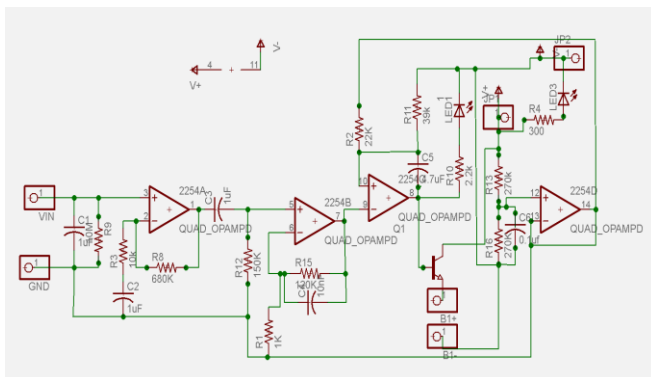 JP2
V-
4
+
11
V+
V-
1
LED1
V+
1
LED3
R11
39k
R4
300
R2
22K
C5
4.7uF
R10
2.2k
R13
270k
2254A
3
2
1
C3
1uF
2254B
5
6
7
10
9
8
2254C
2254D
12
13
14
1
VIN
C1
1uF
R9
QUAD_OPAMPD
QUAD_OPAMPD
QUAD_OPAMPD
QUAD_OPAMPD
Q1
C6
0.1uf
R16
270K
R3
10k
R8
680K
R12
150K
R15
120K
10nF
1
GND
C2
1uF
1
B1+
R1
1K
1
B1-